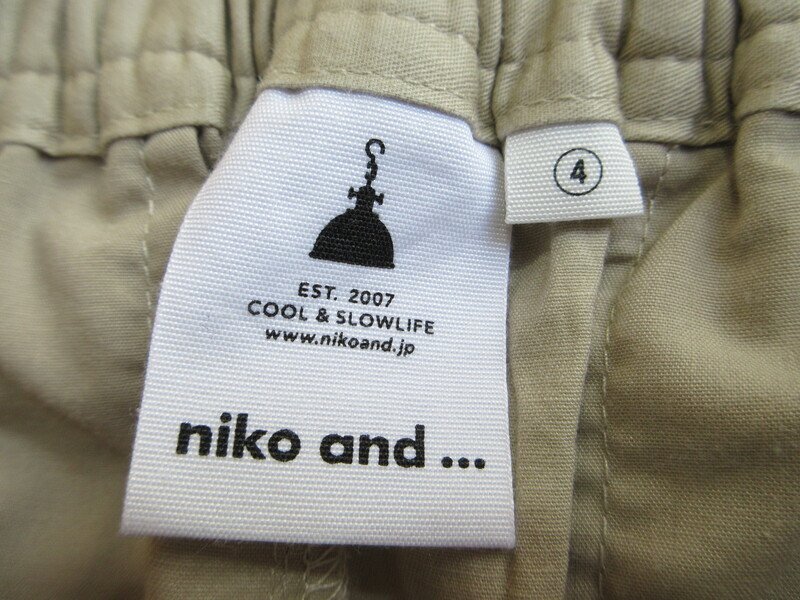 4
EST. 2007
COOL & SLOWLIFE
www.nikoand.jp
niko and ...